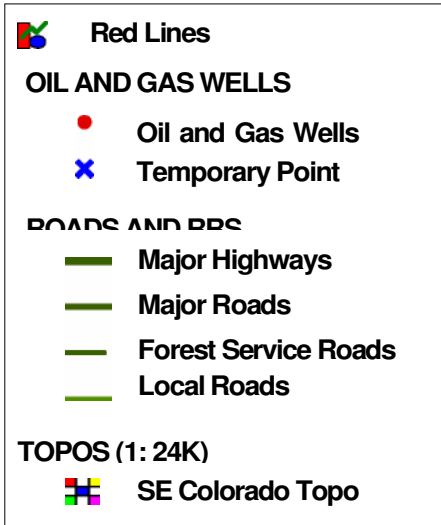 Red Lines
OIL AND GAS WELLS
Oil and Gas Wells
Temporary Point
ROADS AND RRS
Major Highways
Major Roads
Forest Service Roads
Local Roads
TOPOS (1: 24K)
SE Colorado Topo